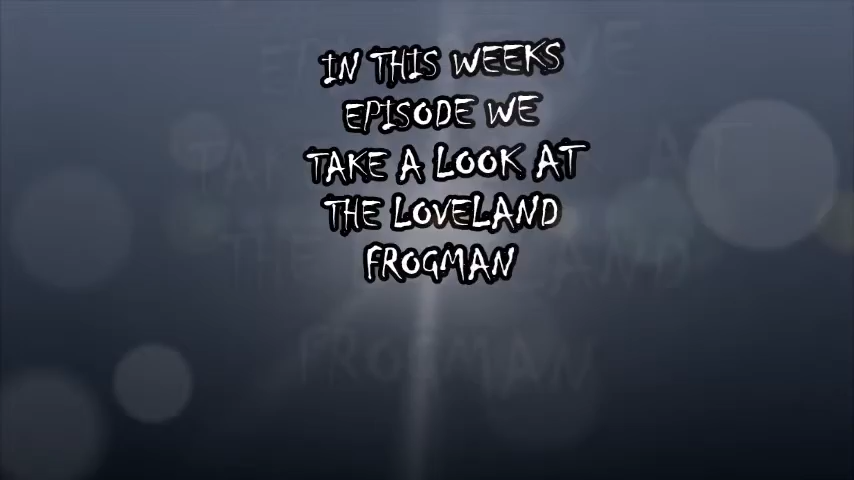 IN THIS WEEKS
EPISODE WE
TAKE A LOOK AT
THE LOVELAND
FROGMAN